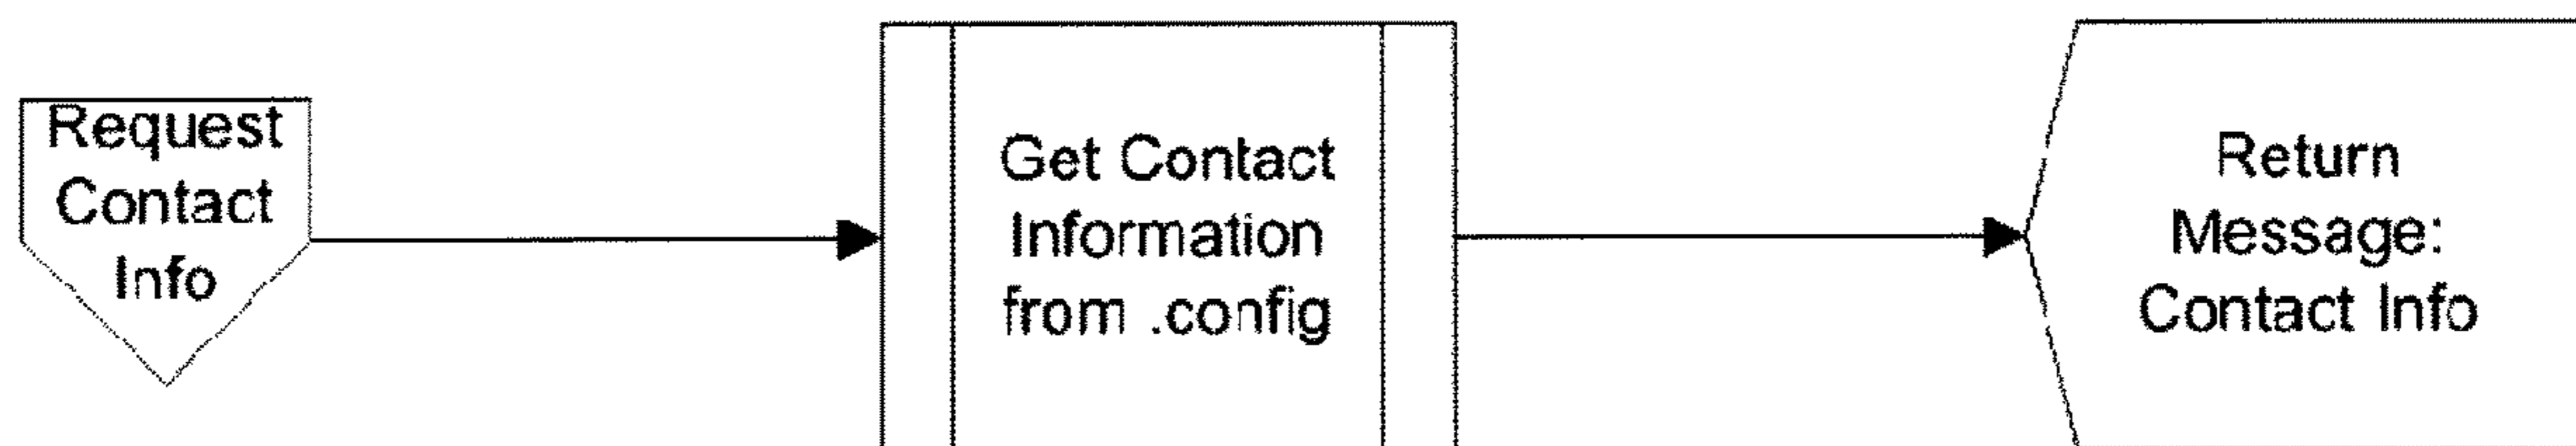 Request
Contact
Info
Get Contact
Information
from .config
Return
Message:
Contact Info